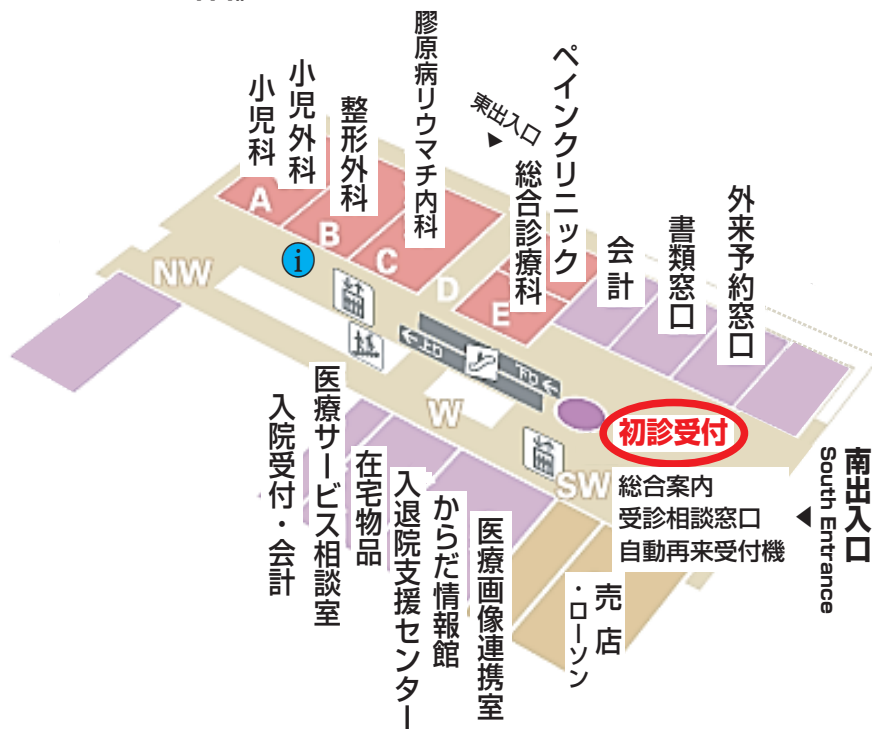 小児科
小児外科
整形外科
膠原病リウマチ内科
東出入口
総合診療科
ペインクリニック
会計
書類窓口
外来予約窓口
A
B
C
D
E
i
NW
W
SW
初診受付
総合案内
受診相談窓口
自動再来受付機
南出入口
South Entrance
入院受付・会計
医療サービス相談室
在宅物品
入退院支援センター
からだ情報館
医療画像連携室
売店
・ローソン